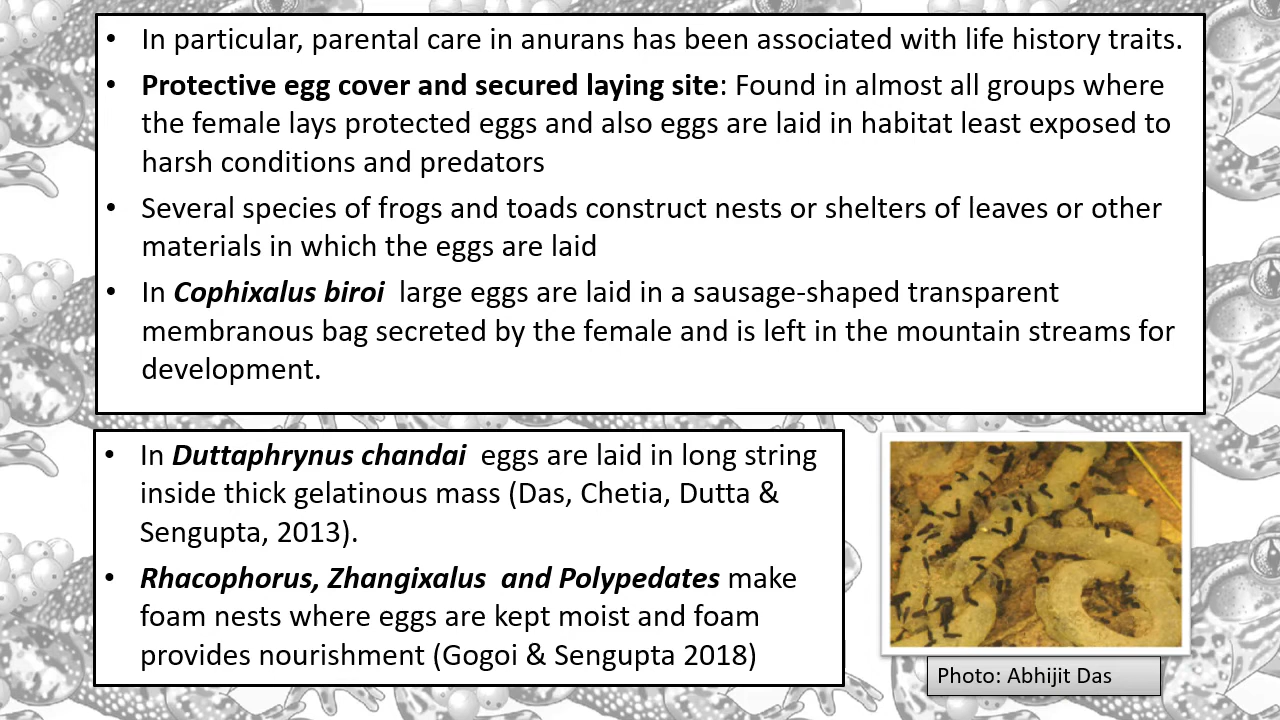 • In particular, parental care in anurans has been associated with life history traits.
• Protective egg cover and secured laying site: Found in almost all groups where
the female lays protected eggs and also eggs are laid in habitat least exposed to
harsh conditions and predators
• Several species of frogs and toads construct nests or shelters of leaves or other
materials in which the eggs are laid
• In Cophixalus biroi large eggs are laid in a sausage-shaped transparent
membranous bag secreted by the female and is left in the mountain streams for
development.
• In Duttaphrynus chandai eggs are laid in long string
inside thick gelatinous mass (Das, Chetia, Dutta &
Sengupta, 2013).
• Rhacophorus, Zhangixalus and Polypedates make
foam nests where eggs are kept moist and foam
provides nourishment (Gogoi & Sengupta 2018)
Photo: Abhijit Das